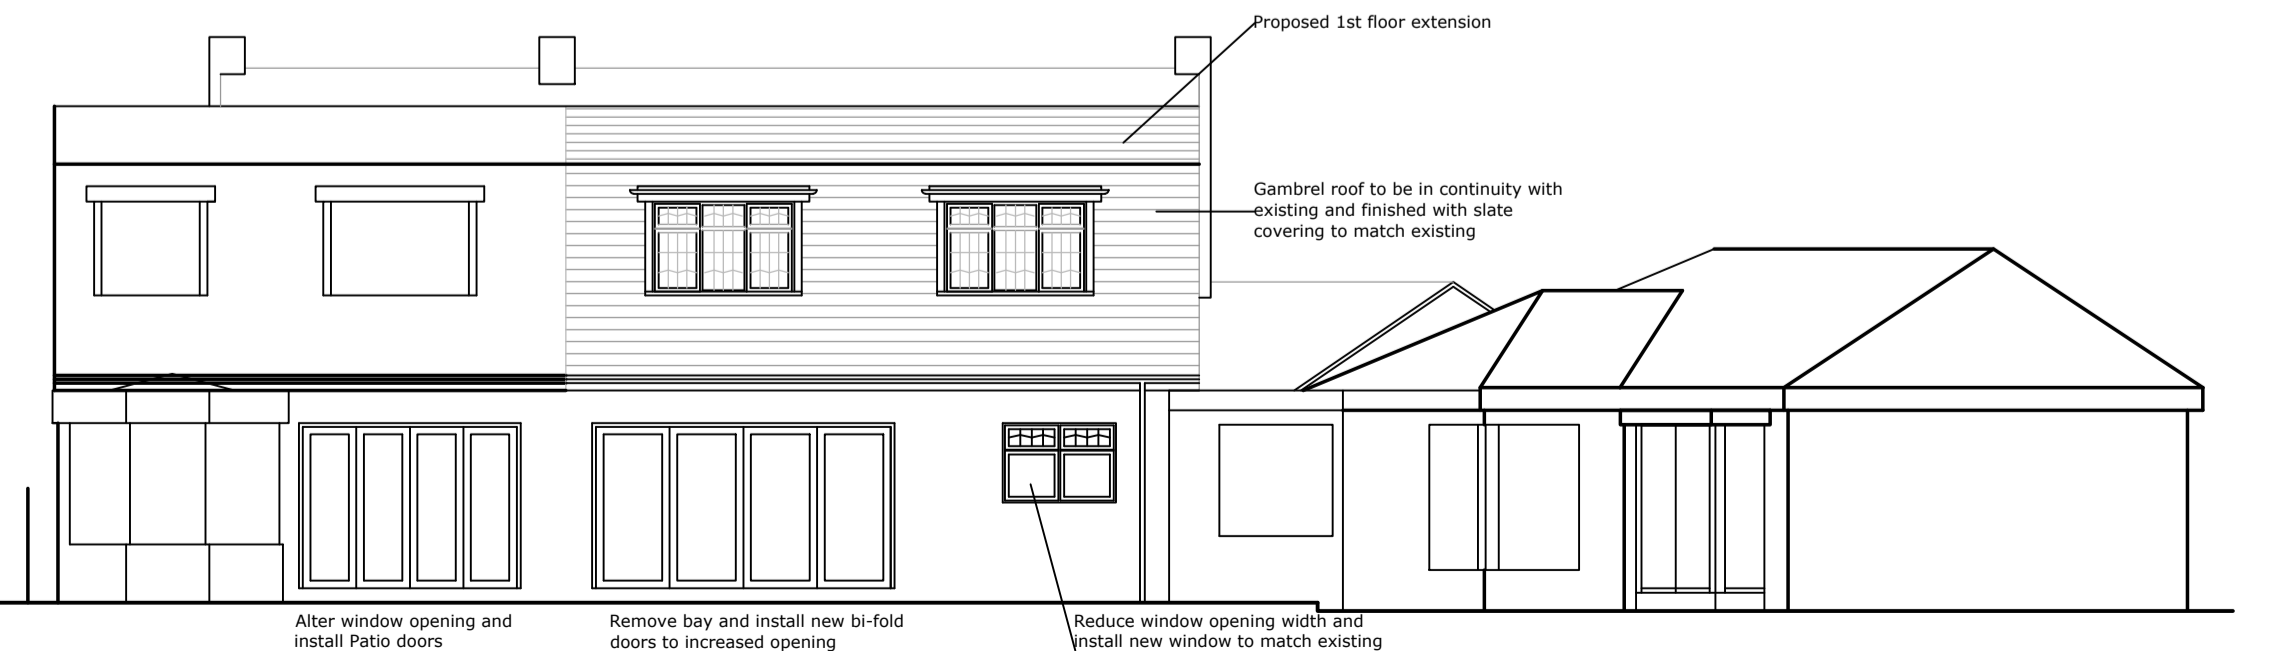 Proposed 1st floor extension
Gambrel roof to be in continuity with
existing and finished with slate
covering to match existing
Alter window opening and
install Patio doors
Remove bay and install new bi-fold
doors to increased opening
Reduce window opening width and
install new window to match existing